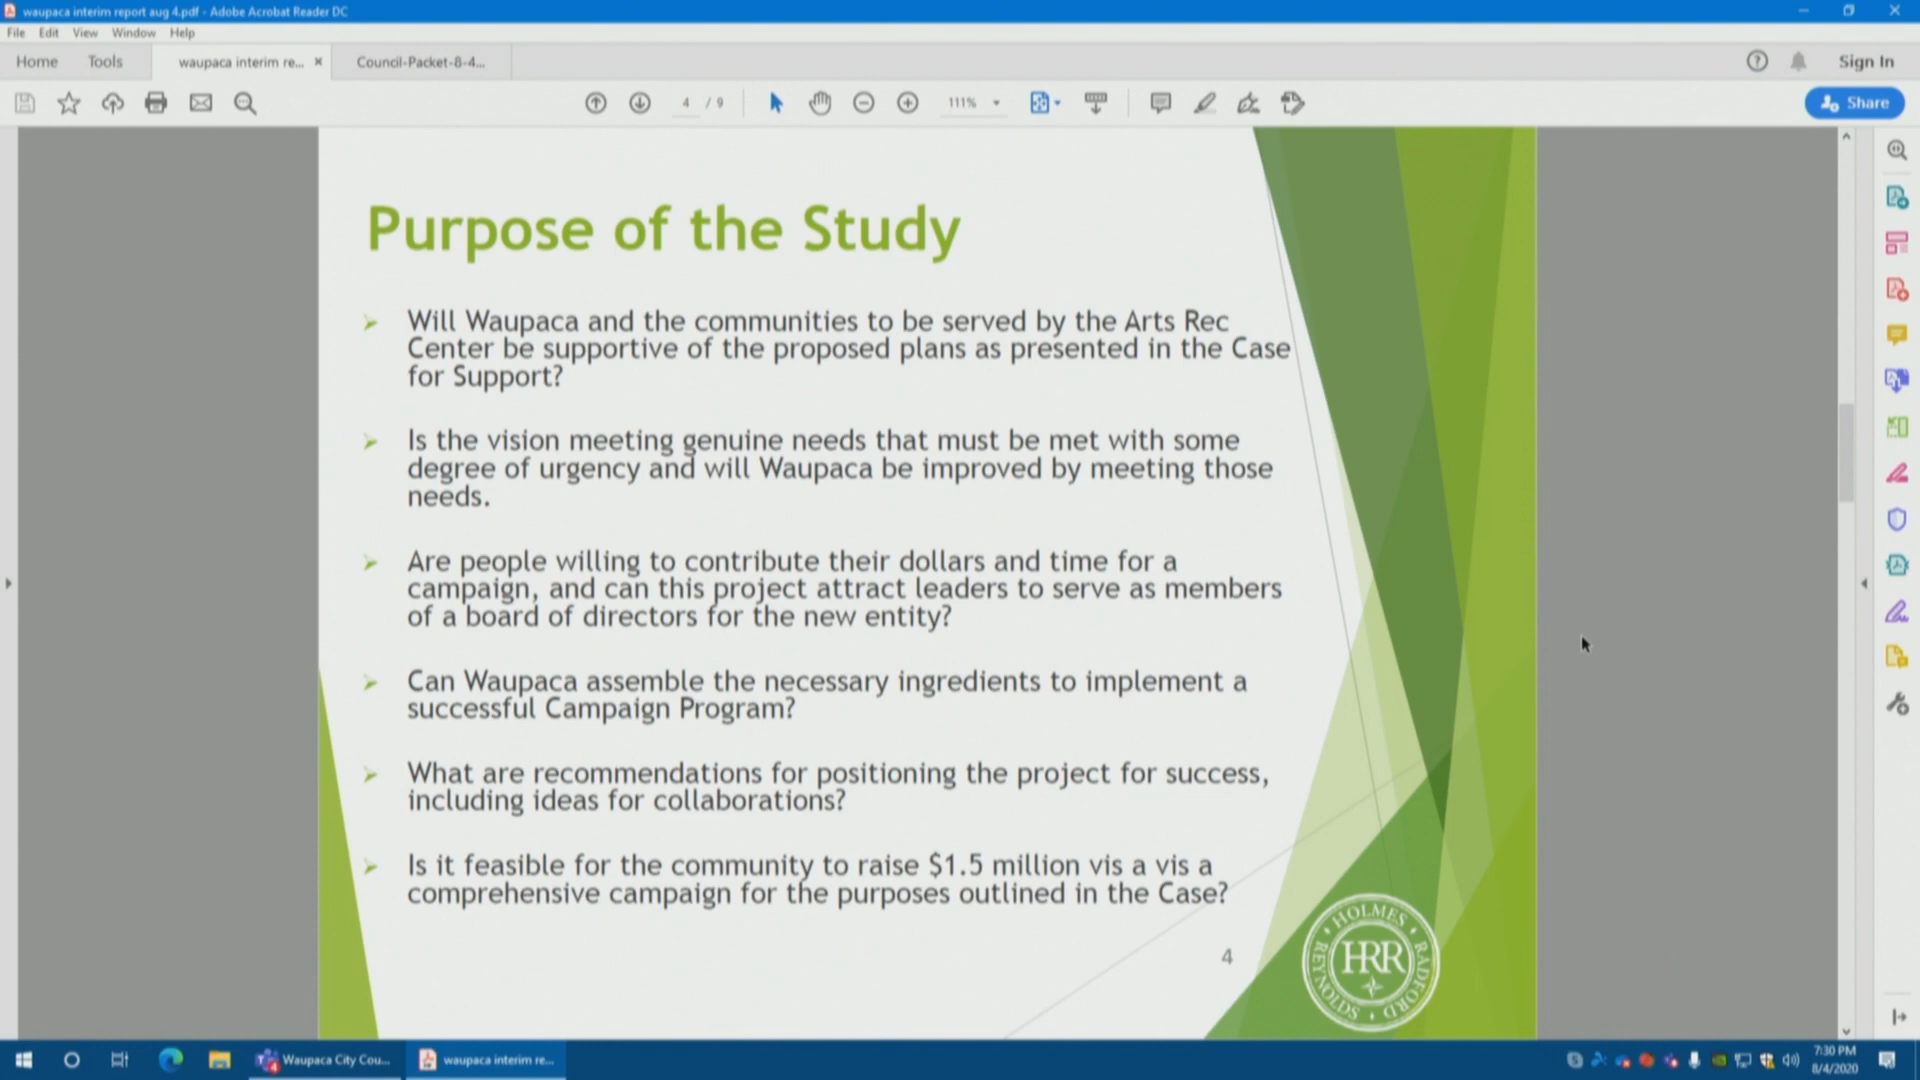 waupaca interim report aug 4.pdf - Adobe Acrobat Reader DC
File Edit View Window Help
Home Tools waupaca interim re... Council-Packet-8-4... Sign In
4 / 9 111% Share
Purpose of the Study
Will Waupaca and the communities to be served by the Arts Rec
Center be supportive of the proposed plans as presented in the Case
for Support?
Is the vision meeting genuine needs that must be met with some
degree of urgency and will Waupaca be improved by meeting those
needs.
Are people willing to contribute their dollars and time for a
campaign, and can this project attract leaders to serve as members
of a board of directors for the new entity?
Can Waupaca assemble the necessary ingredients to implement a
successful Campaign Program?
What are recommendations for positioning the project for success,
including ideas for collaborations?
Is it feasible for the community to raise $1.5 million vis a vis a
comprehensive campaign for the purposes outlined in the Case?
4
HOLMES RADFORD REYNOLDS
HRR
Waupaca City Cou... waupaca interim re...
7:30 PM
8/4/2020